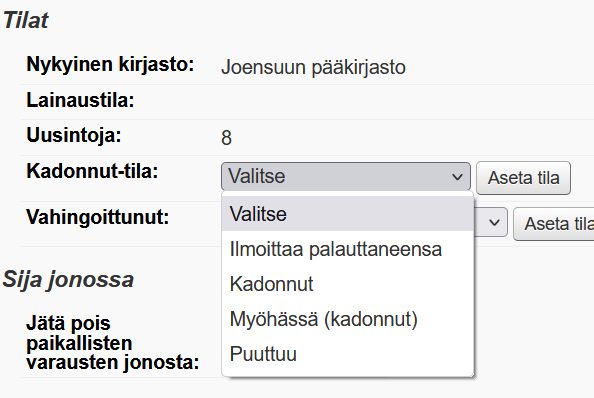 Tilat
Nykyinen kirjasto: Joensuun pääkirjasto
Lainaustila:
Uusintoja: 8
Kadonnut-tila: Valitse Aseta tila
Valitse
Ilmoittaa palauttaneensa
Kadonnut
Myöhässä (kadonnut)
Puuttuu
Vahingoittunut: Aseta tila
Sija jonossa
Jätä pois
paikallisten
varausten jonosta: